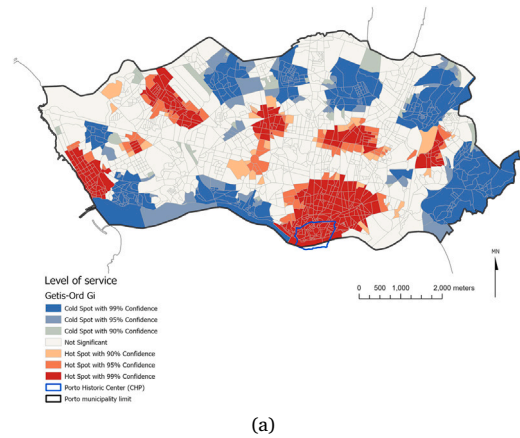 MN
0 500 1,000 2,000 meters
Level of service
Getis-Ord Gi
Cold Spot with 99% Confidence
Cold Spot with 95% Confidence
Cold Spot with 90% Confidence
Not Significant
Hot Spot with 90% Confidence
Hot Spot with 95% Confidence
Hot Spot with 99% Confidence
Porto Historic Center (CHP)
Porto municipality limit
(a)